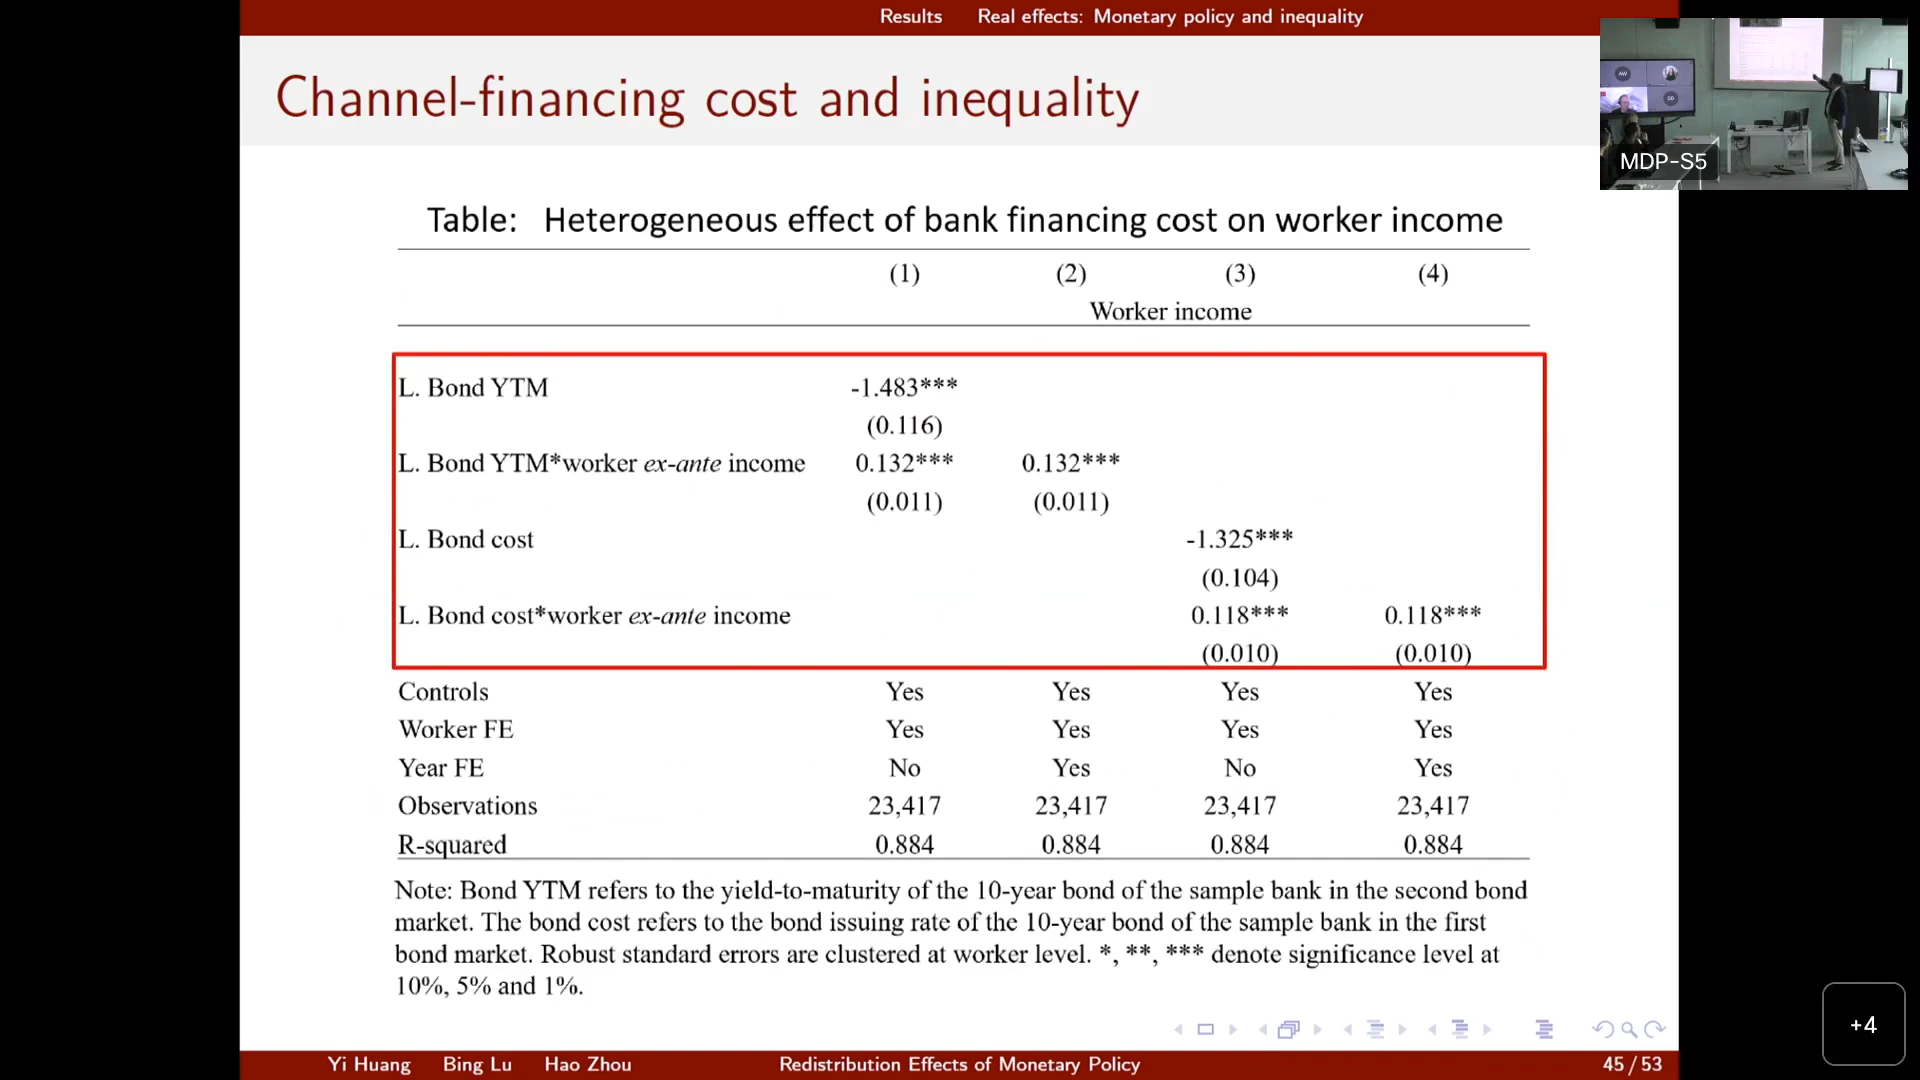 Results Real effects: Monetary policy and inequality
Channel-financing cost and inequality
MDP-S5
Table: Heterogeneous effect of bank financing cost on worker income
(1) (2) (3) (4)
Worker income
L. Bond YTM -1.483***
(0.116)
L. Bond YTM*worker ex-ante income 0.132*** 0.132***
(0.011) (0.011)
L. Bond cost -1.325***
(0.104)
L. Bond cost*worker ex-ante income 0.118*** 0.118***
(0.010) (0.010)
Controls Yes Yes Yes Yes
Worker FE Yes Yes Yes Yes
Year FE No Yes No Yes
Observations 23,417 23,417 23,417 23,417
R-squared 0.884 0.884 0.884 0.884
Note: Bond YTM refers to the yield-to-maturity of the 10-year bond of the sample bank in the second bond
market. The bond cost refers to the bond issuing rate of the 10-year bond of the sample bank in the first
bond market. Robust standard errors are clustered at worker level. *, **, *** denote significance level at
10%, 5% and 1%.
+4
Yi Huang Bing Lu Hao Zhou Redistribution Effects of Monetary Policy 45 / 53